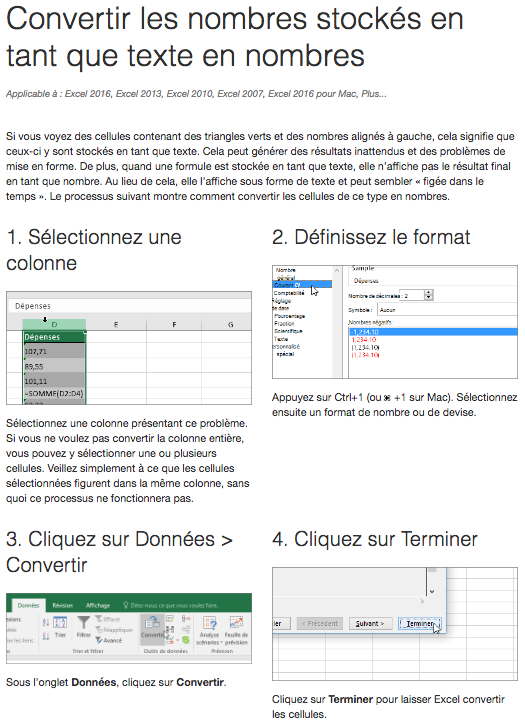 Convertir les nombres stockés en
tant que texte en nombres
Applicable à : Excel 2016, Excel 2013, Excel 2010, Excel 2007, Excel 2016 pour Mac, Plus...
Si vous voyez des cellules contenant des triangles verts et des nombres alignés à gauche, cela signifie que
ceux-ci y sont stockés en tant que texte. Cela peut générer des résultats inattendus et des problèmes de
mise en forme. De plus, quand une formule est stockée en tant que texte, elle n'affiche pas le résultat final
en tant que nombre. Au lieu de cela, elle l'affiche sous forme de texte et peut sembler « figée dans le
temps ». Le processus suivant montre comment convertir les cellules de ce type en nombres.
1. Sélectionnez une
colonne
Dépenses
D E F G
Dépenses
107,71
89,55
101,11
=SOMME(D2:D4)
Sélectionnez une colonne présentant ce problème.
Si vous ne voulez pas convertir la colonne entière,
vous pouvez y sélectionner une ou plusieurs
cellules. Veillez simplement à ce que les cellules
sélectionnées figurent dans la même colonne, sans
quoi ce processus ne fonctionnera pas.
2. Définissez le format
Nombre
général
Courant
Comptabilité
Réglage
te date
Pourcentage
Fraction
Scientifique
Texte
personnalisé
spécial
Sample
Dépenses
Nombre de décimales : 2
Symbole : Aucun
Nombres négatifs :
-1,234.10
1,234.10
(1,234.10)
(1,234.10)
Appuyez sur Ctrl+1 (ou ⌘ +1 sur Mac). Sélectionnez
ensuite un format de nombre ou de devise.
3. Cliquez sur Données >
Convertir
Données Révision Affichage Dites-nous ce que vous voulez faire.
Trier Filtrer Effacer
Réappliquer
Avancé
Convertir
Analyse
scénarios
Feuille de
prévision
Trier et filtrer Outils de données Prévision
Sous l'onglet Données, cliquez sur Convertir.
4. Cliquez sur Terminer
ler < Précédent Suivant > Terminer
Cliquez sur Terminer pour laisser Excel convertir
les cellules.